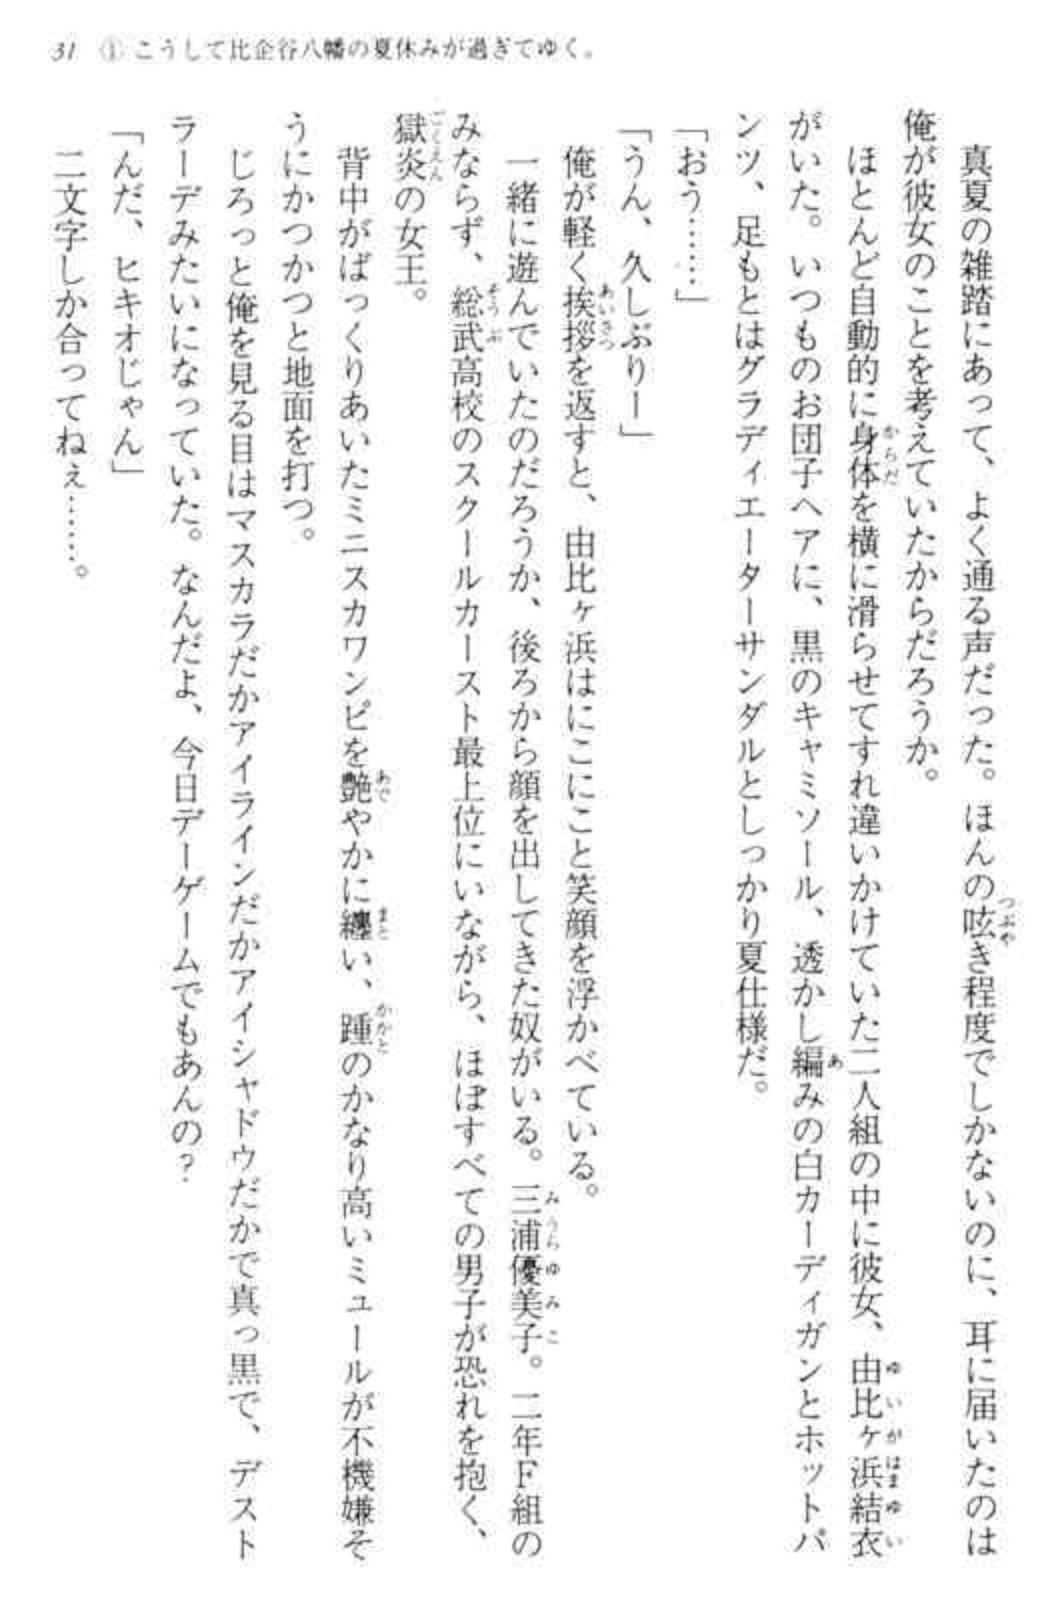 31　①こうして比企谷八幡の夏休みが過ぎてゆく。
　真夏の雑踏にあって、よく通る声だった。ほんの呟き程度でしかないのに、耳に届いたのは
俺が彼女のことを考えていたからだろうか。
　ほとんど自動的に身体を横に滑らせてすれ違いかけていた二人組の中に彼女、由比ヶ浜結衣
がいた。いつものお団子ヘアに、黒のキャミソール、透かし編みの白カーディガンとホットパ
ンツ、足もとはグラディエーターサンダルとしっかり夏仕様だ。
「おう……」
「うん、久しぶりー」
　俺が軽く挨拶を返すと、由比ヶ浜はにこにこと笑顔を浮かべている。
　一緒に遊んでいたのだろうか、後ろから顔を出してきた奴がいる。三浦優美子。二年F組の
みならず、総武高校のスクールカースト最上位にいながら、ほぼすべての男子が恐れを抱く、
獄炎の女王。
　背中がばっくりあいたミニスカワンピを艶やかに纏い、踵のかなり高いミュールが不機嫌そ
うにかつかつと地面を打つ。
　じろっと俺を見る目はマスカラだかアイラインだかアイシャドウだかで真っ黒で、デスト
ラーデみたいになっていた。なんだよ、今日デーゲームでもあんの？
「んだ、ヒキオじゃん」
　二文字しか合ってねぇ……。